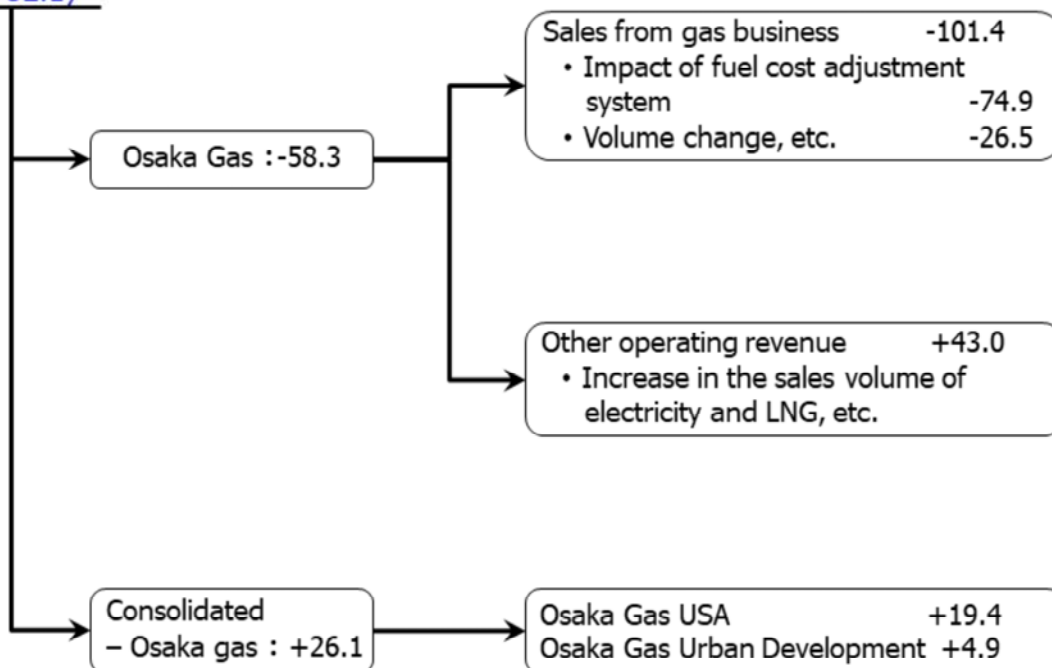 Sales from gas business -101.4
・Impact of fuel cost adjustment
system -74.9
・Volume change, etc. -26.5
Osaka Gas :-58.3
Other operating revenue +43.0
・Increase in the sales volume of
electricity and LNG, etc.
Consolidated
– Osaka gas : +26.1
Osaka Gas USA +19.4
Osaka Gas Urban Development +4.9